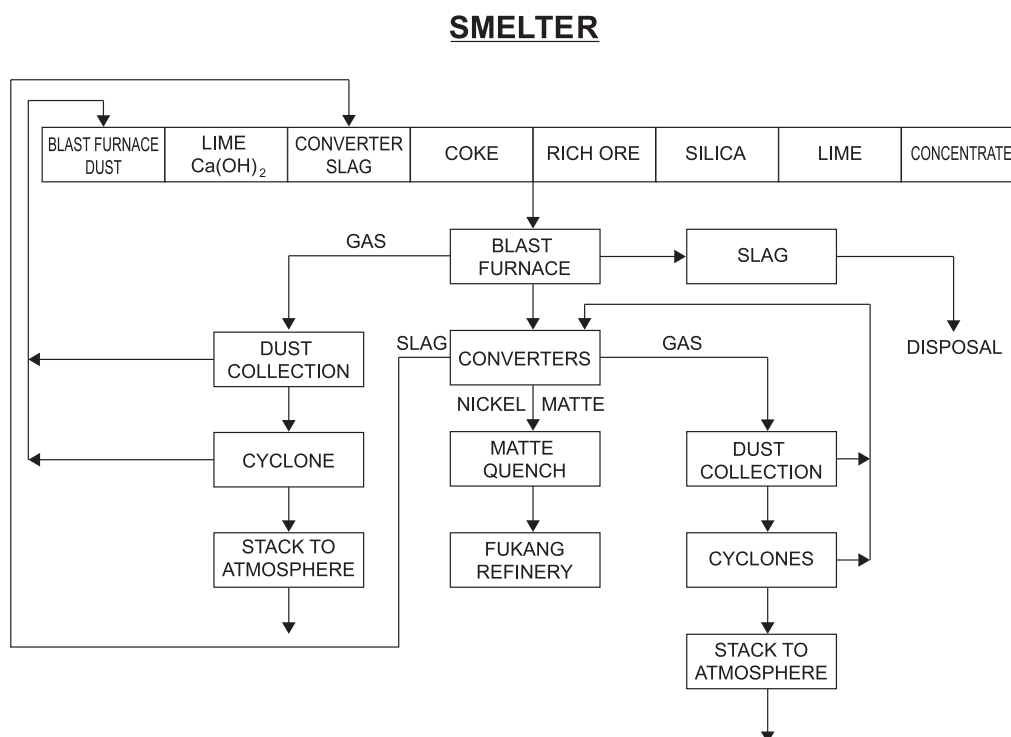 SMELTER
BLAST FURNACE
DUST
LIME
Ca(OH)₂
CONVERTER
SLAG
COKE
RICH ORE
SILICA
LIME
CONCENTRATE
GAS
BLAST
FURNACE
SLAG
DISPOSAL
DUST
COLLECTION
SLAG
CONVERTERS
GAS
NICKEL MATTE
CYCLONE
MATTE
QUENCH
DUST
COLLECTION
STACK TO
ATMOSPHERE
FUKANG
REFINERY
CYCLONES
STACK TO
ATMOSPHERE